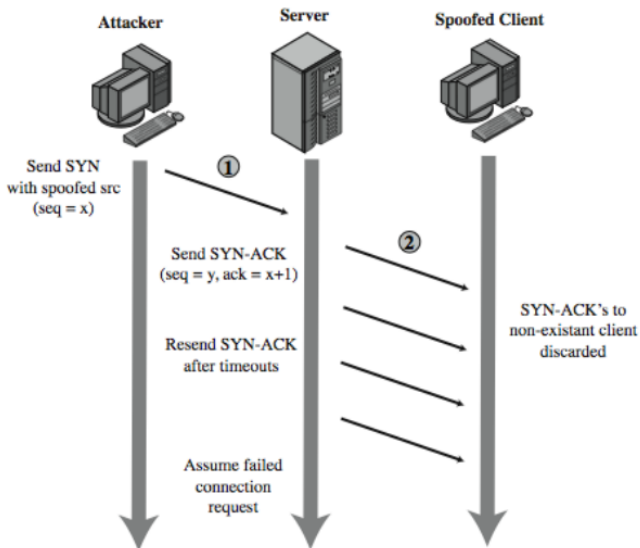 Attacker
Server
Spoofed Client
Send SYN
with spoofed src
(seq = x)
1
Send SYN-ACK
(seq = y, ack = x+1)
2
SYN-ACK's to
non-existant client
discarded
Resend SYN-ACK
after timeouts
Assume failed
connection
request